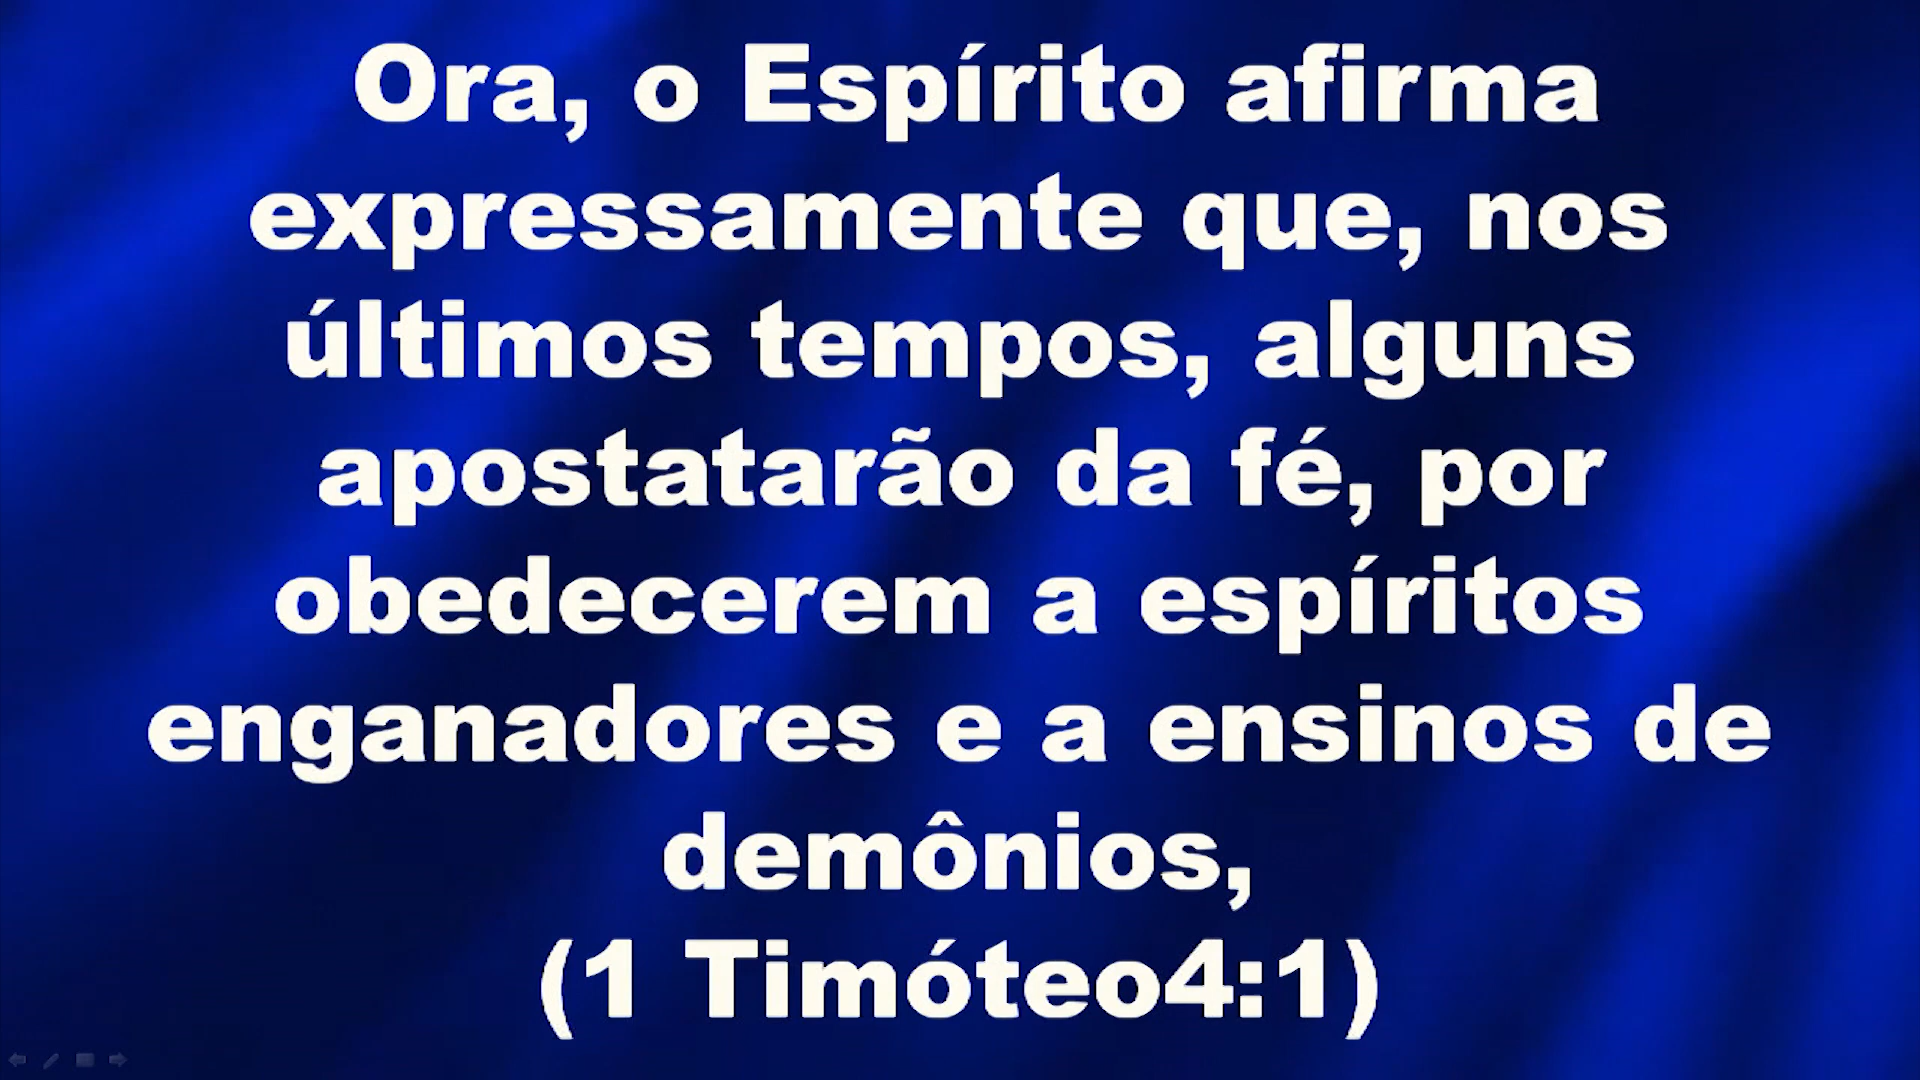 Ora, o Espírito afirma
expressamente que, nos
últimos tempos, alguns
apostatarão da fé, por
obedecerem a espíritos
enganadores e a ensinos de
demônios,
(1 Timóteo4:1)